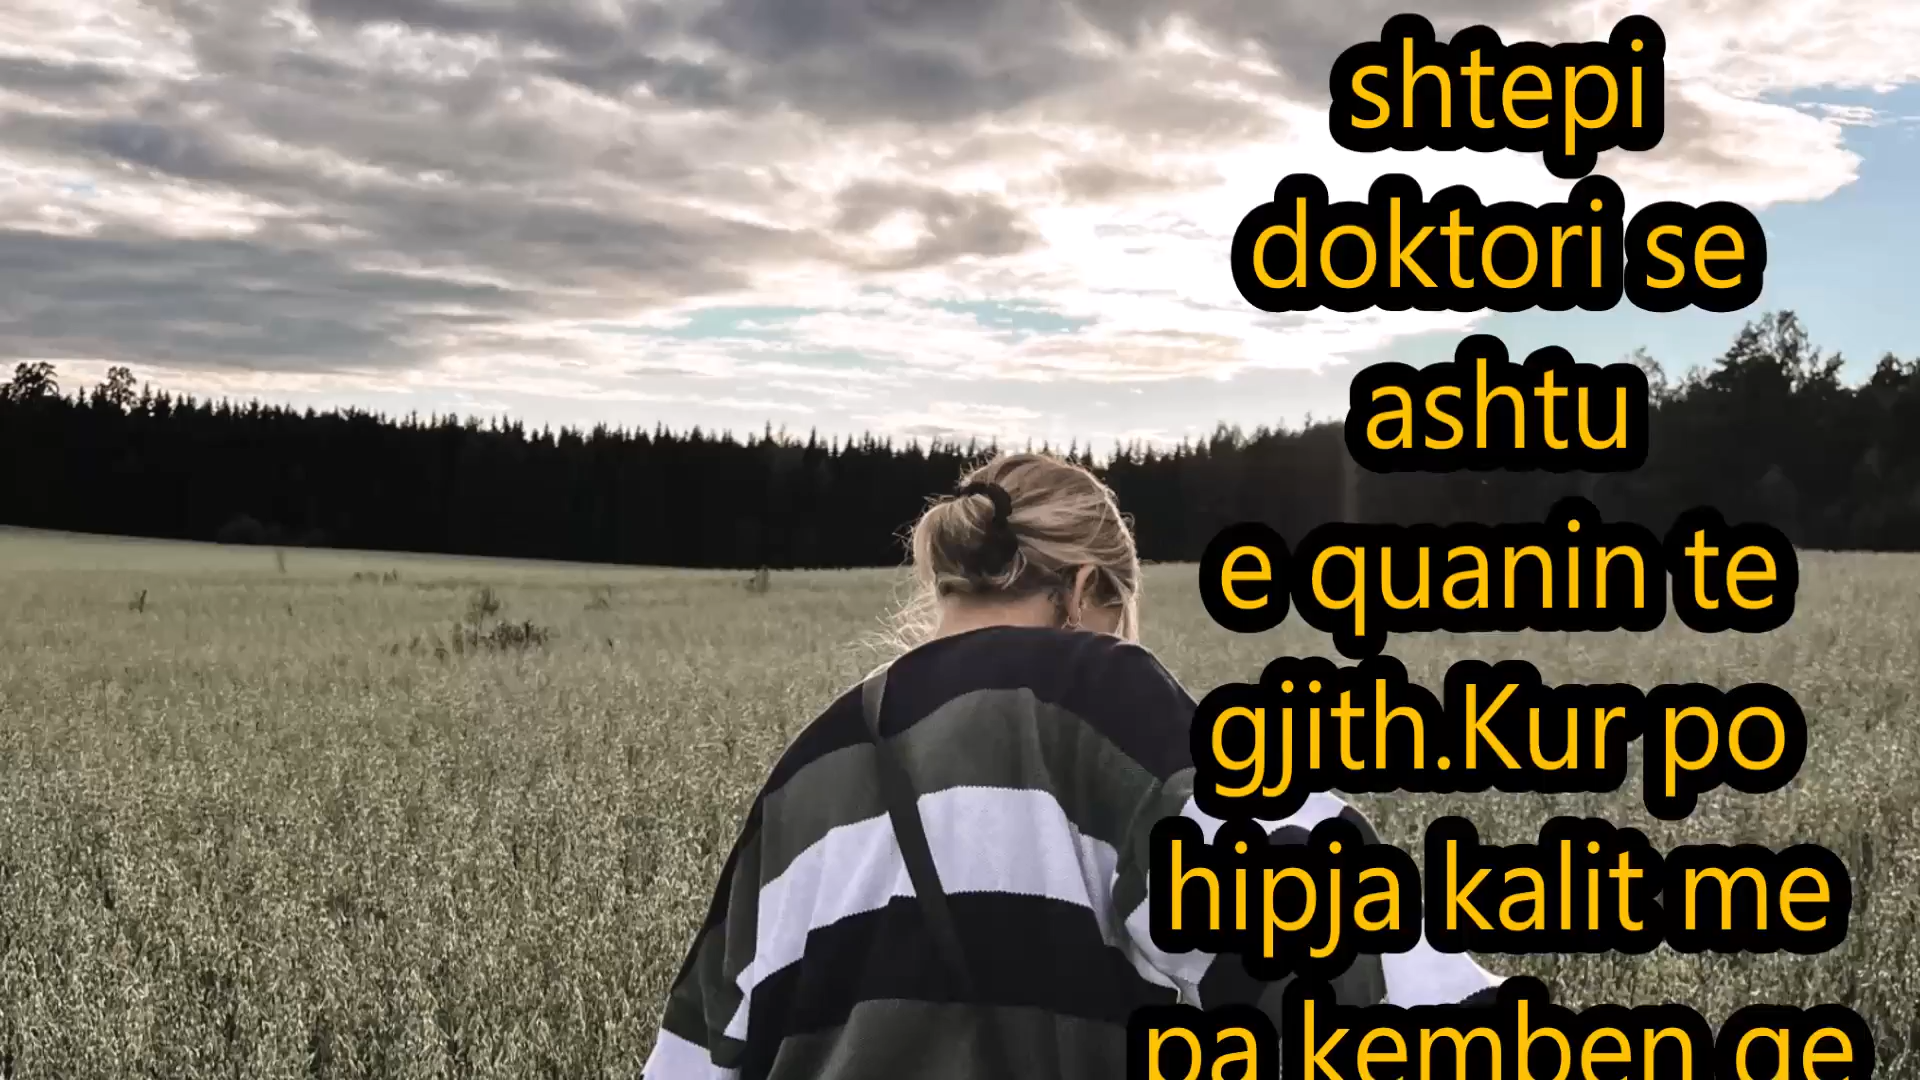 shtepi
doktori se
ashtu
e quanin te
gjith.Kur po
hipja kalit me
pa kemben qe